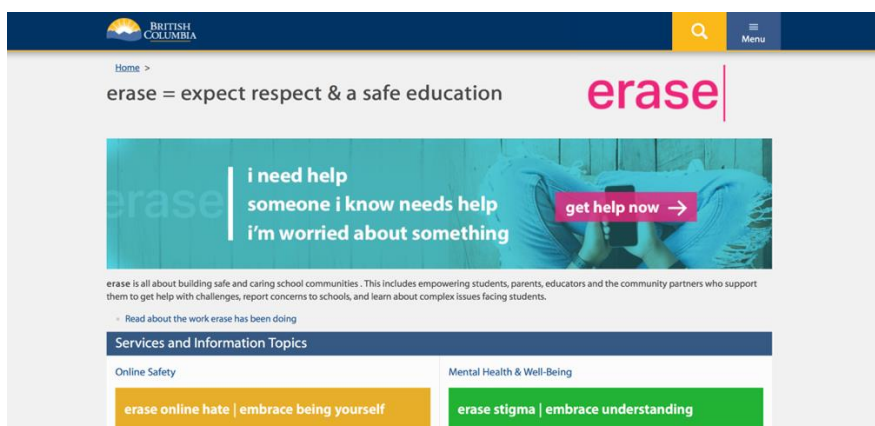 BRITISH
COLUMBIA
Menu
Home >
erase = expect respect & a safe education
erase
erase
i need help
someone i know needs help
i'm worried about something
get help now →
erase is all about building safe and caring school communities . This includes empowering students, parents, educators and the community partners who support
them to get help with challenges, report concerns to schools, and learn about complex issues facing students.
Read about the work erase has been doing
Services and Information Topics
Online Safety
Mental Health & Well-Being
erase online hate | embrace being yourself
erase stigma | embrace understanding